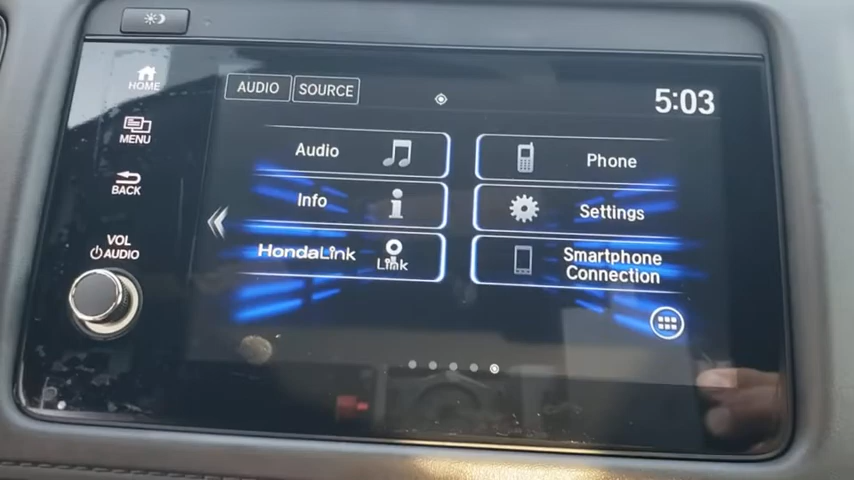 HOME
MENU
BACK
VOL
AUDIO
AUDIO SOURCE
5:03
Audio
Phone
Info
Settings
HondaLink
Link
Smartphone
Connection